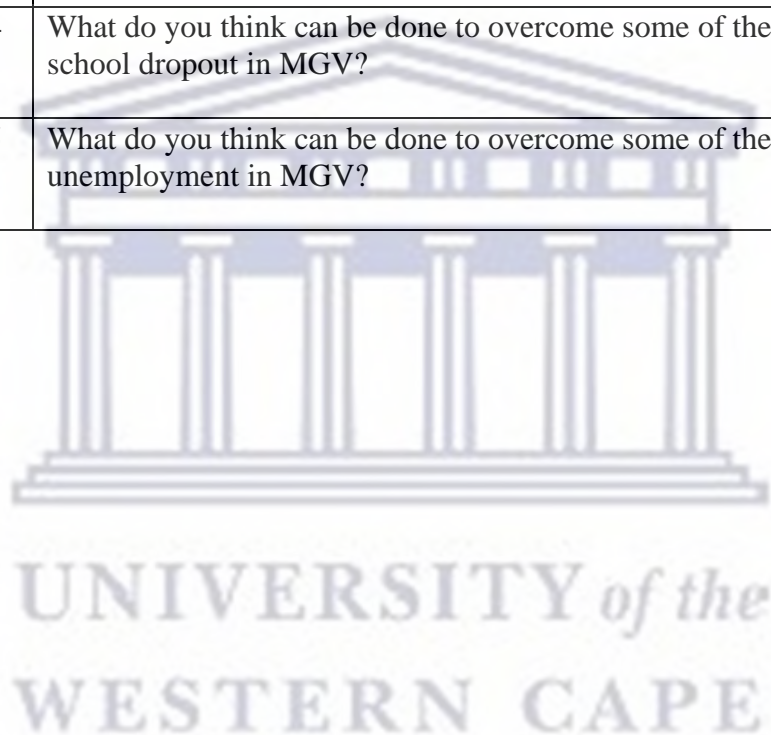 What do you think can be done to overcome some of the
school dropout in MGV?
What do you think can be done to overcome some of the
unemployment in MGV?
UNIVERSITY of the
WESTERN CAPE